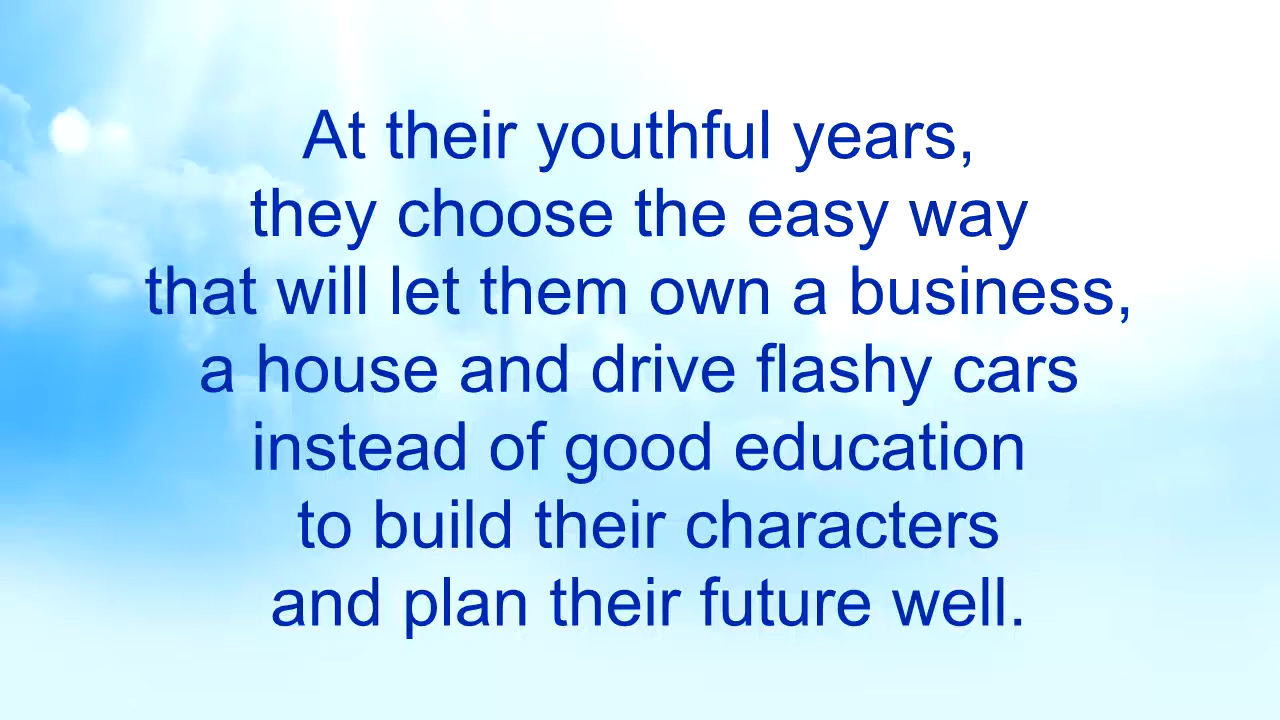 At their youthful years,
they choose the easy way
that will let them own a business,
a house and drive flashy cars
instead of good education
to build their characters
and plan their future well.